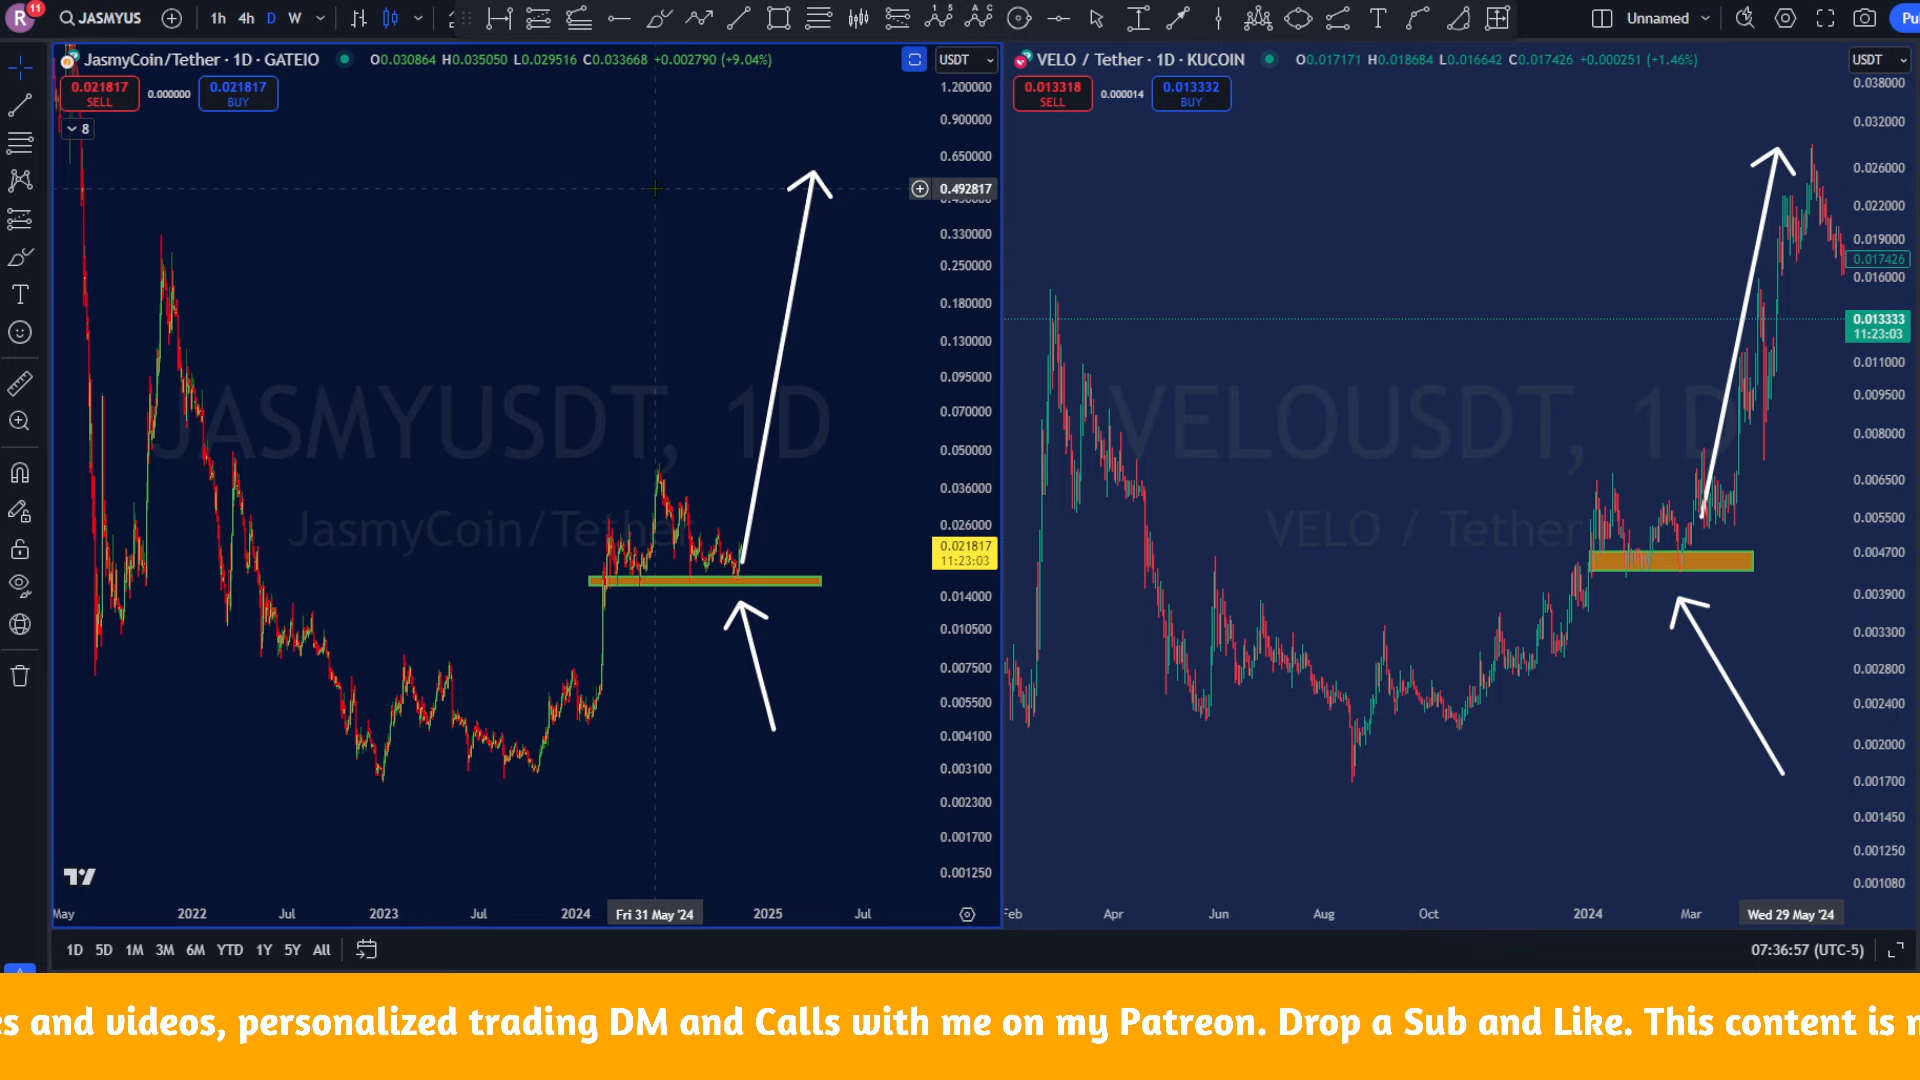 R
11
JASMYUS
1h 4h D W
Unnamed
Pu
JasmyCoin/Tether · 1D · GATEIO
O0.030864 H0.035050 L0.029516 C0.033668 +0.002790 (+9.04%)
USDT
0.021817
SELL
0.000000
0.021817
BUY
8
1.200000
0.900000
0.650000
0.492817
0.330000
0.250000
0.180000
0.130000
0.095000
0.070000
0.050000
0.036000
0.026000
0.021817
11:23:03
0.014000
0.010500
0.007500
0.005500
0.004100
0.003100
0.002300
0.001700
0.001250
JASMYUSDT, 1D
JasmyCoin/Tether
May 2022 Jul 2023 Jul 2024 Fri 31 May '24 2025 Jul
VELO / Tether · 1D · KUCOIN
O0.017171 H0.018684 L0.016642 C0.017426 +0.000251 (+1.46%)
USDT
0.013318
SELL
0.000014
0.013332
BUY
0.038000
0.032000
0.026000
0.022000
0.019000
0.017426
0.016000
0.013333
11:23:03
0.011000
0.009500
0.008000
0.006500
0.005500
0.004700
0.003900
0.003300
0.002800
0.002400
0.002000
0.001700
0.001450
0.001250
0.001080
VELOUSDT, 1D
VELO / Tether
Feb Apr Jun Aug Oct 2024 Mar Wed 29 May '24
1D 5D 1M 3M 6M YTD 1Y 5Y All
07:36:57 (UTC-5)
es and videos, personalized trading DM and Calls with me on my Patreon. Drop a Sub and Like. This content is n